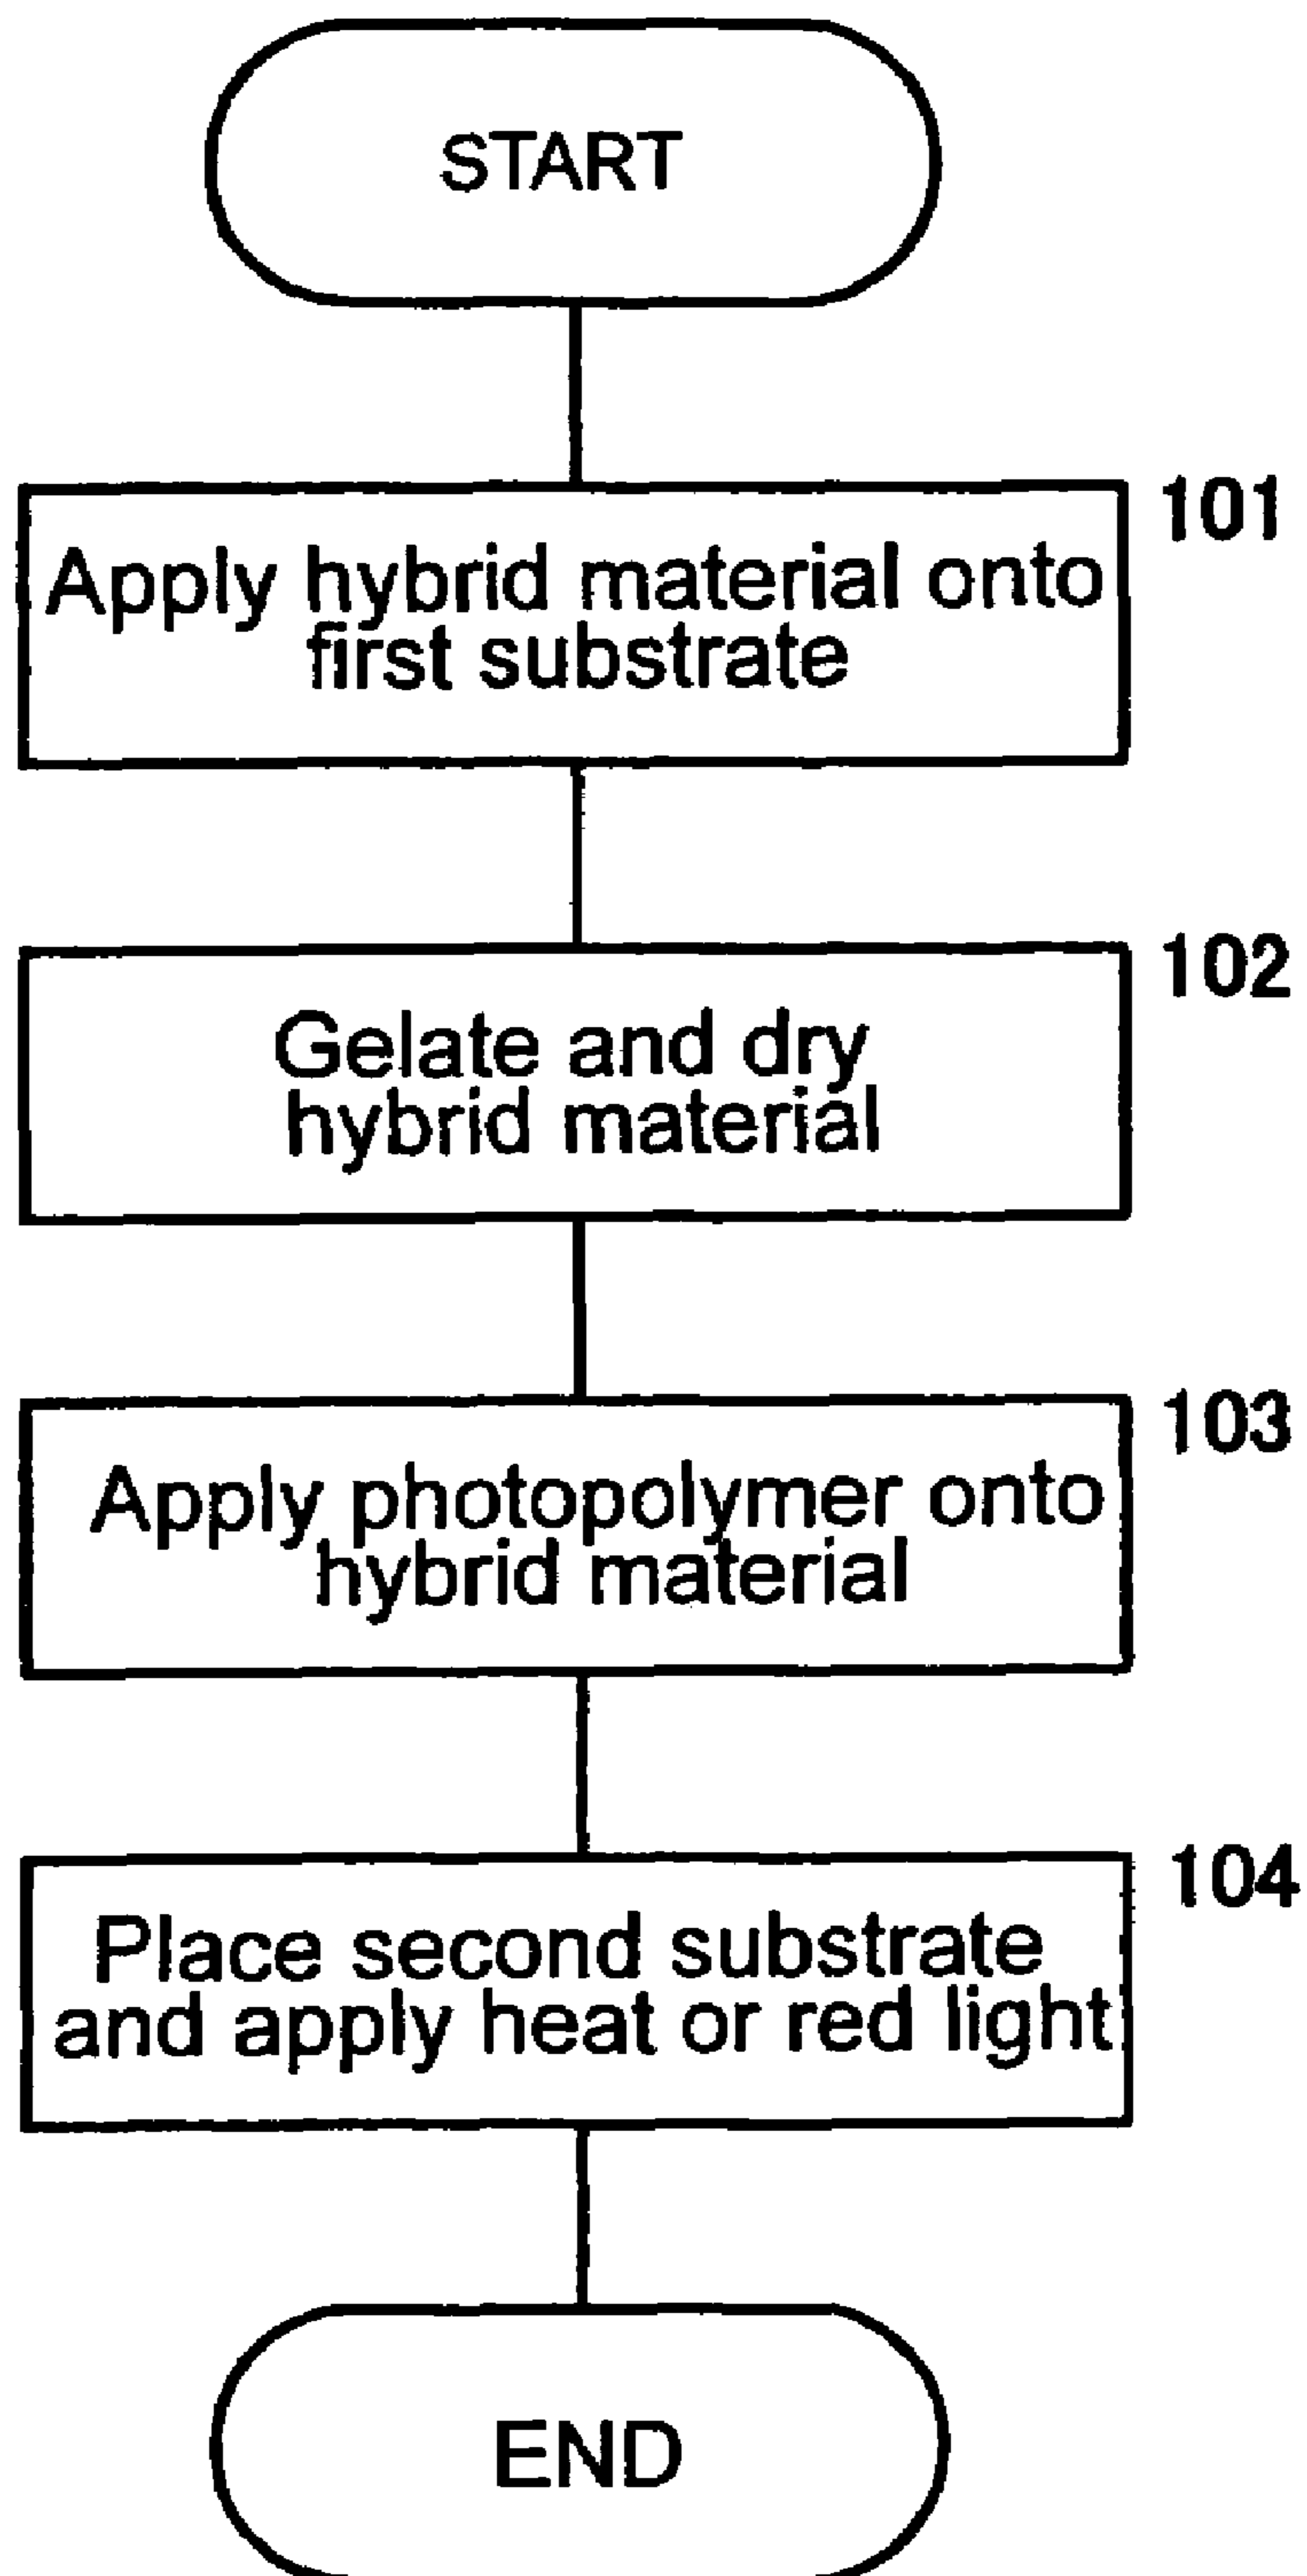 START
101
Apply hybrid material onto
first substrate
102
Gelate and dry
hybrid material
103
Apply photopolymer onto
hybrid material
104
Place second substrate
and apply heat or red light
END